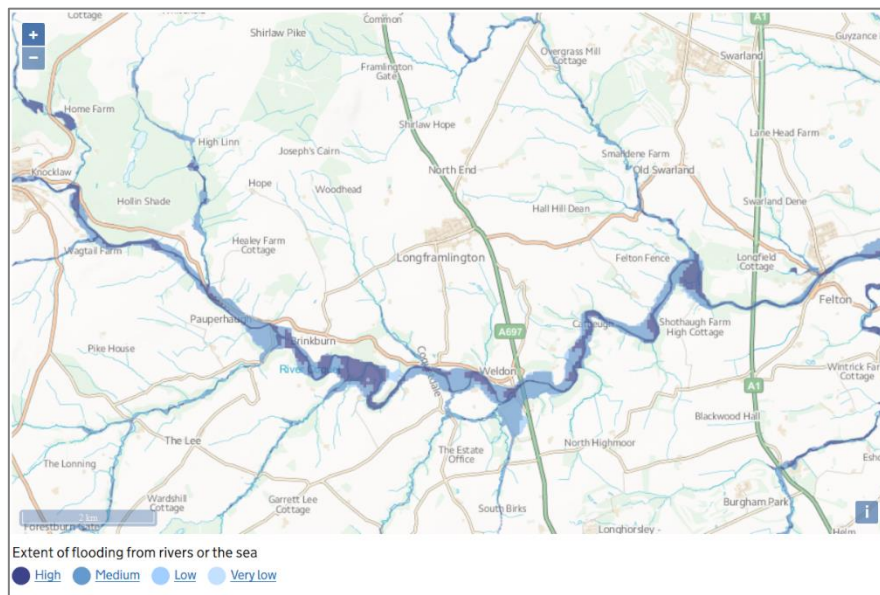 Cottage
Shirlaw Pike
Common
A1
Guyzance
Overgrass Mill
Cottage
Swarland
Framlington
Gate
Home Farm
Shirlaw Hope
Lane Head Farm
High Linn
Joseph's Cairn
Smandene Farm
North End
Old Swarland
Knocklaw
Hope
Woodhead
Hollin Shade
Hall Hill Dean
Swarland Dene
Healey Farm
Cottage
Wagtail Farm
Longframlington
Felton Fence
Longfield
Cottage
Felton
Pauperhaugh
A697
Shothaugh Farm
High Cottage
Pike House
Brinkburn
River
Weldon
Wintrick Farm
Cottage
A1
Blackwood Hall
The Lee
The Estate
Office
North Highmoor
The Lonning
Wardshill
Cottage
Garrett Lee
Cottage
South Birks
Burgham Park
2 km
Forestburn Gate
Longhorsley
Helm
Extent of flooding from rivers or the sea
High Medium Low Very low